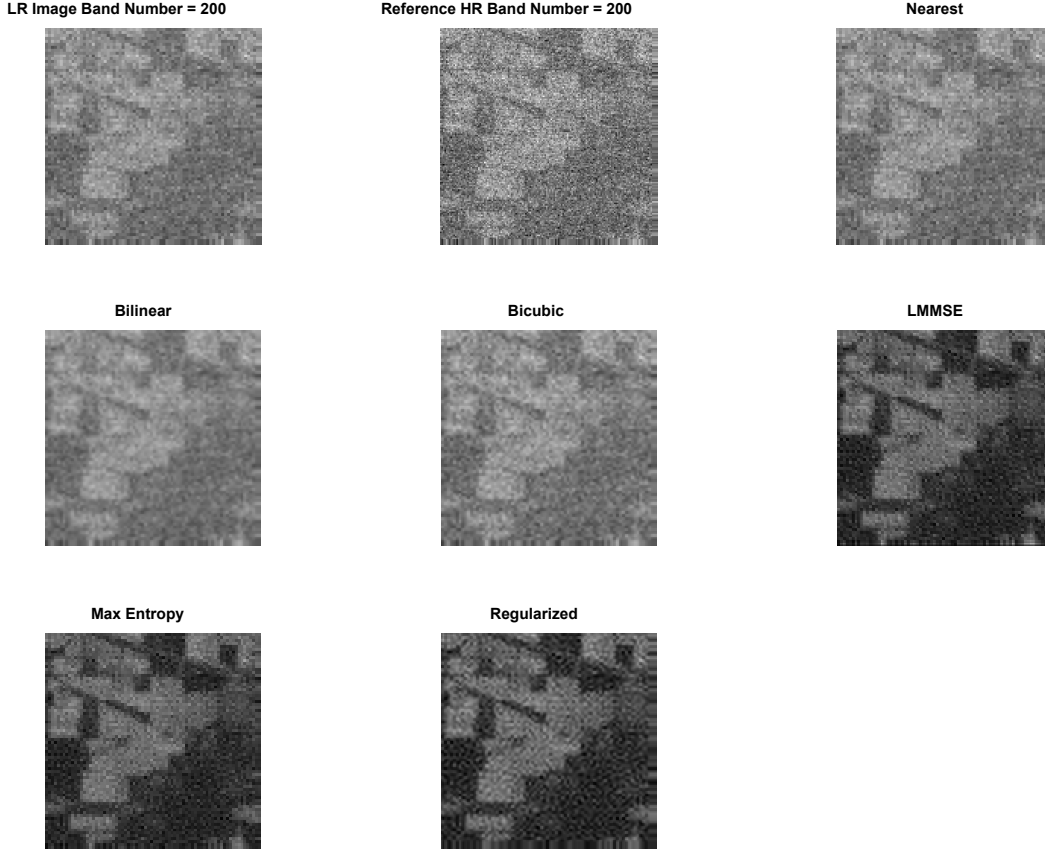 LR Image Band Number = 200
Reference HR Band Number = 200
Nearest
Bilinear
Bicubic
LMMSE
Max Entropy
Regularized